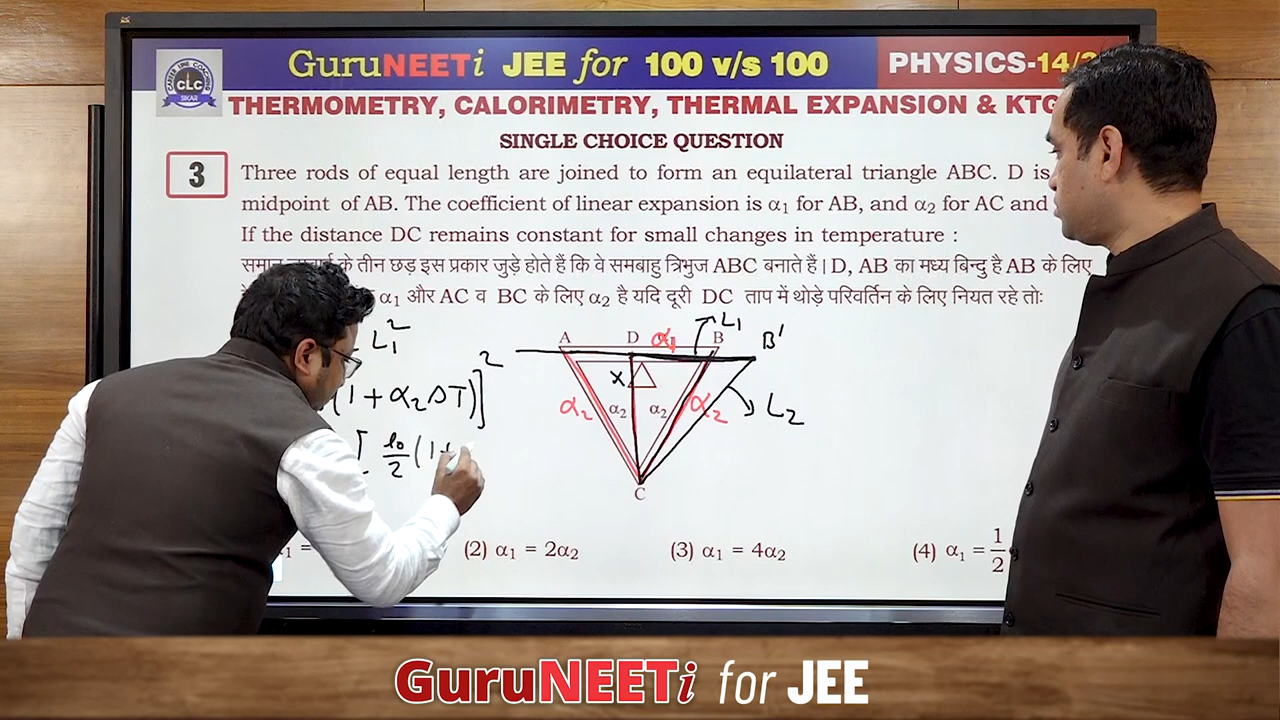 GuruNEETi JEE for 100 v/s 100
PHYSICS-14/
CLC
SIKAR
THERMOMETRY, CALORIMETRY, THERMAL EXPANSION & KTG
SINGLE CHOICE QUESTION
3
Three rods of equal length are joined to form an equilateral triangle ABC. D is
midpoint of AB. The coefficient of linear expansion is α₁ for AB, and α₂ for AC and
If the distance DC remains constant for small changes in temperature :
के तीन छड़ इस प्रकार जुड़े होते हैं कि वे समबाहु त्रिभुज ABC बनाते हैं। D, AB का मध्य बिन्दु है AB के लिए
α₁ और AC व BC के लिए α₂ है यदि दूरी DC ताप में थोड़े परिवर्तिन के लिए नियत रहे तोः
L₁²
(1 + α₂ΔT)]²
[ l₀/2 (1+
A D α₁ B L₁ B'
x
α₂ α₂ α₂ α₂ L₂
C
α₁ =
(2) α₁ = 2α₂
(3) α₁ = 4α₂
(4) α₁ = 1/2
GuruNEETi for JEE